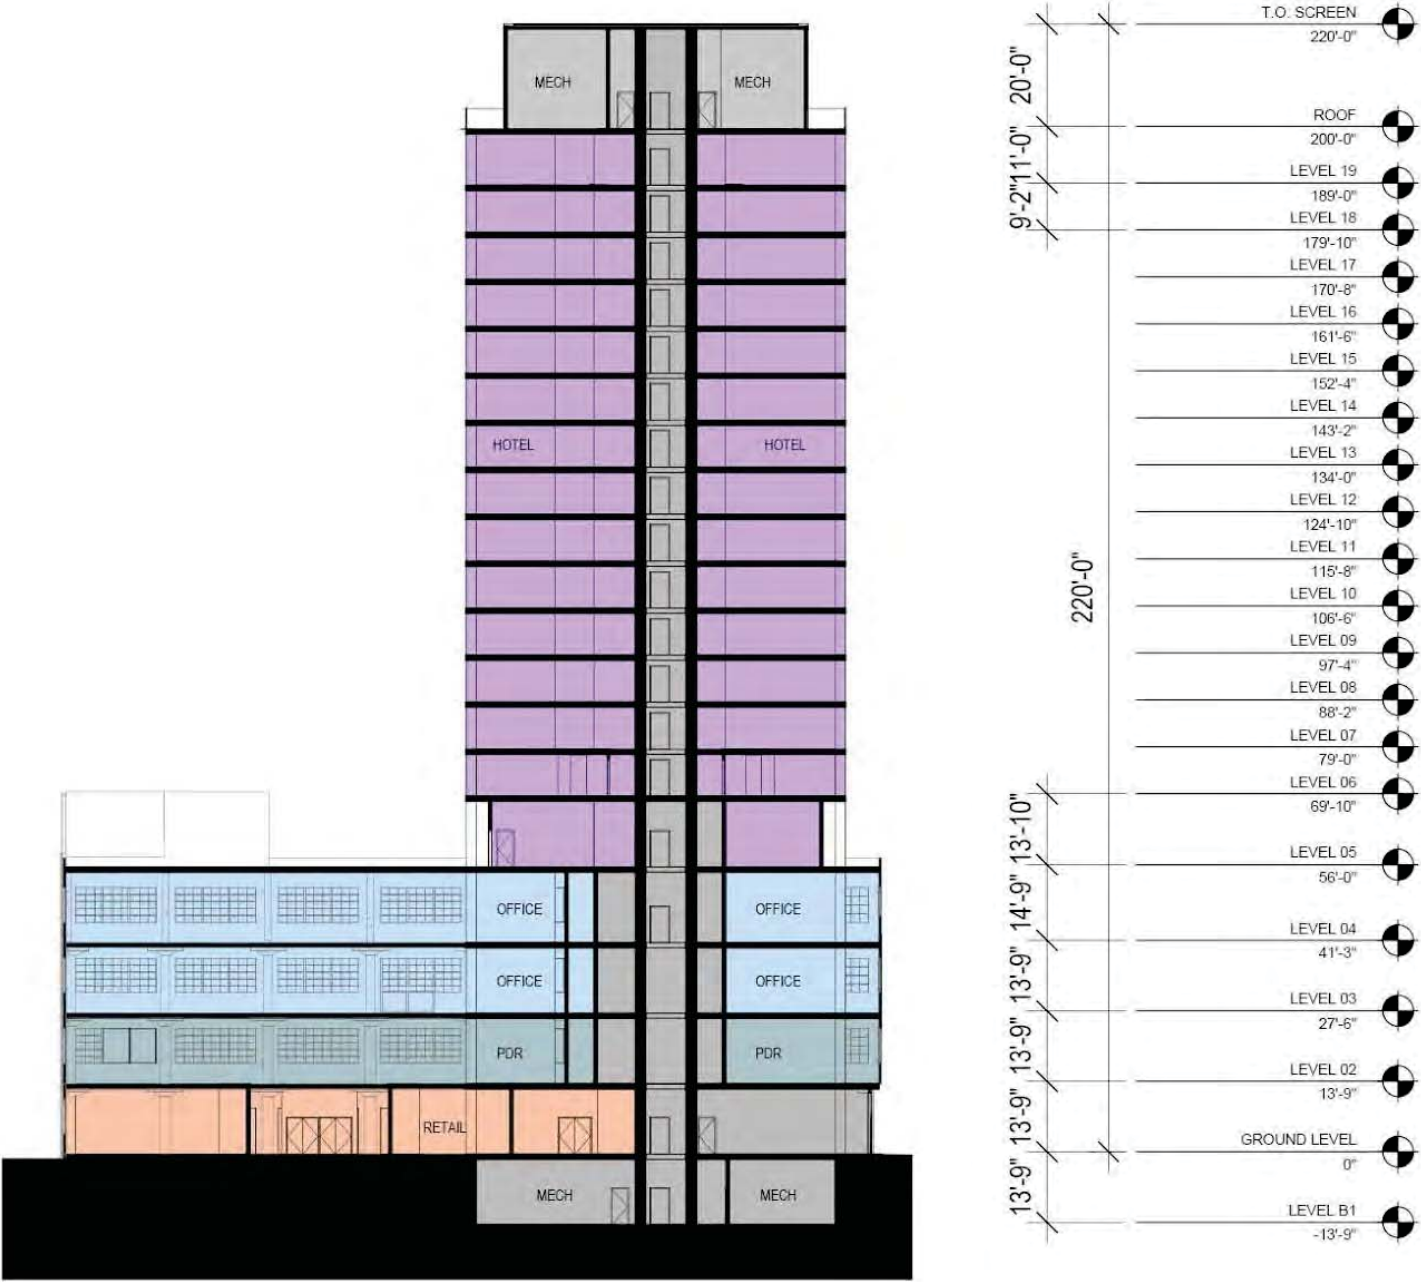 MECH
MECH
HOTEL
HOTEL
OFFICE
OFFICE
OFFICE
OFFICE
PDR
PDR
RETAIL
MECH
MECH
20'-0"
11'-0"
9'-2"
220'-0"
13'-10"
14'-9"
13'-9"
13'-9"
13'-9"
13'-9"
T.O. SCREEN
220'-0"
ROOF
200'-0"
LEVEL 19
189'-0"
LEVEL 18
179'-10"
LEVEL 17
170'-8"
LEVEL 16
161'-6"
LEVEL 15
152'-4"
LEVEL 14
143'-2"
LEVEL 13
134'-0"
LEVEL 12
124'-10"
LEVEL 11
115'-8"
LEVEL 10
106'-6"
LEVEL 09
97'-4"
LEVEL 08
88'-2"
LEVEL 07
79'-0"
LEVEL 06
69'-10"
LEVEL 05
56'-0"
LEVEL 04
41'-3"
LEVEL 03
27'-6"
LEVEL 02
13'-9"
GROUND LEVEL
0"
LEVEL B1
-13'-9"